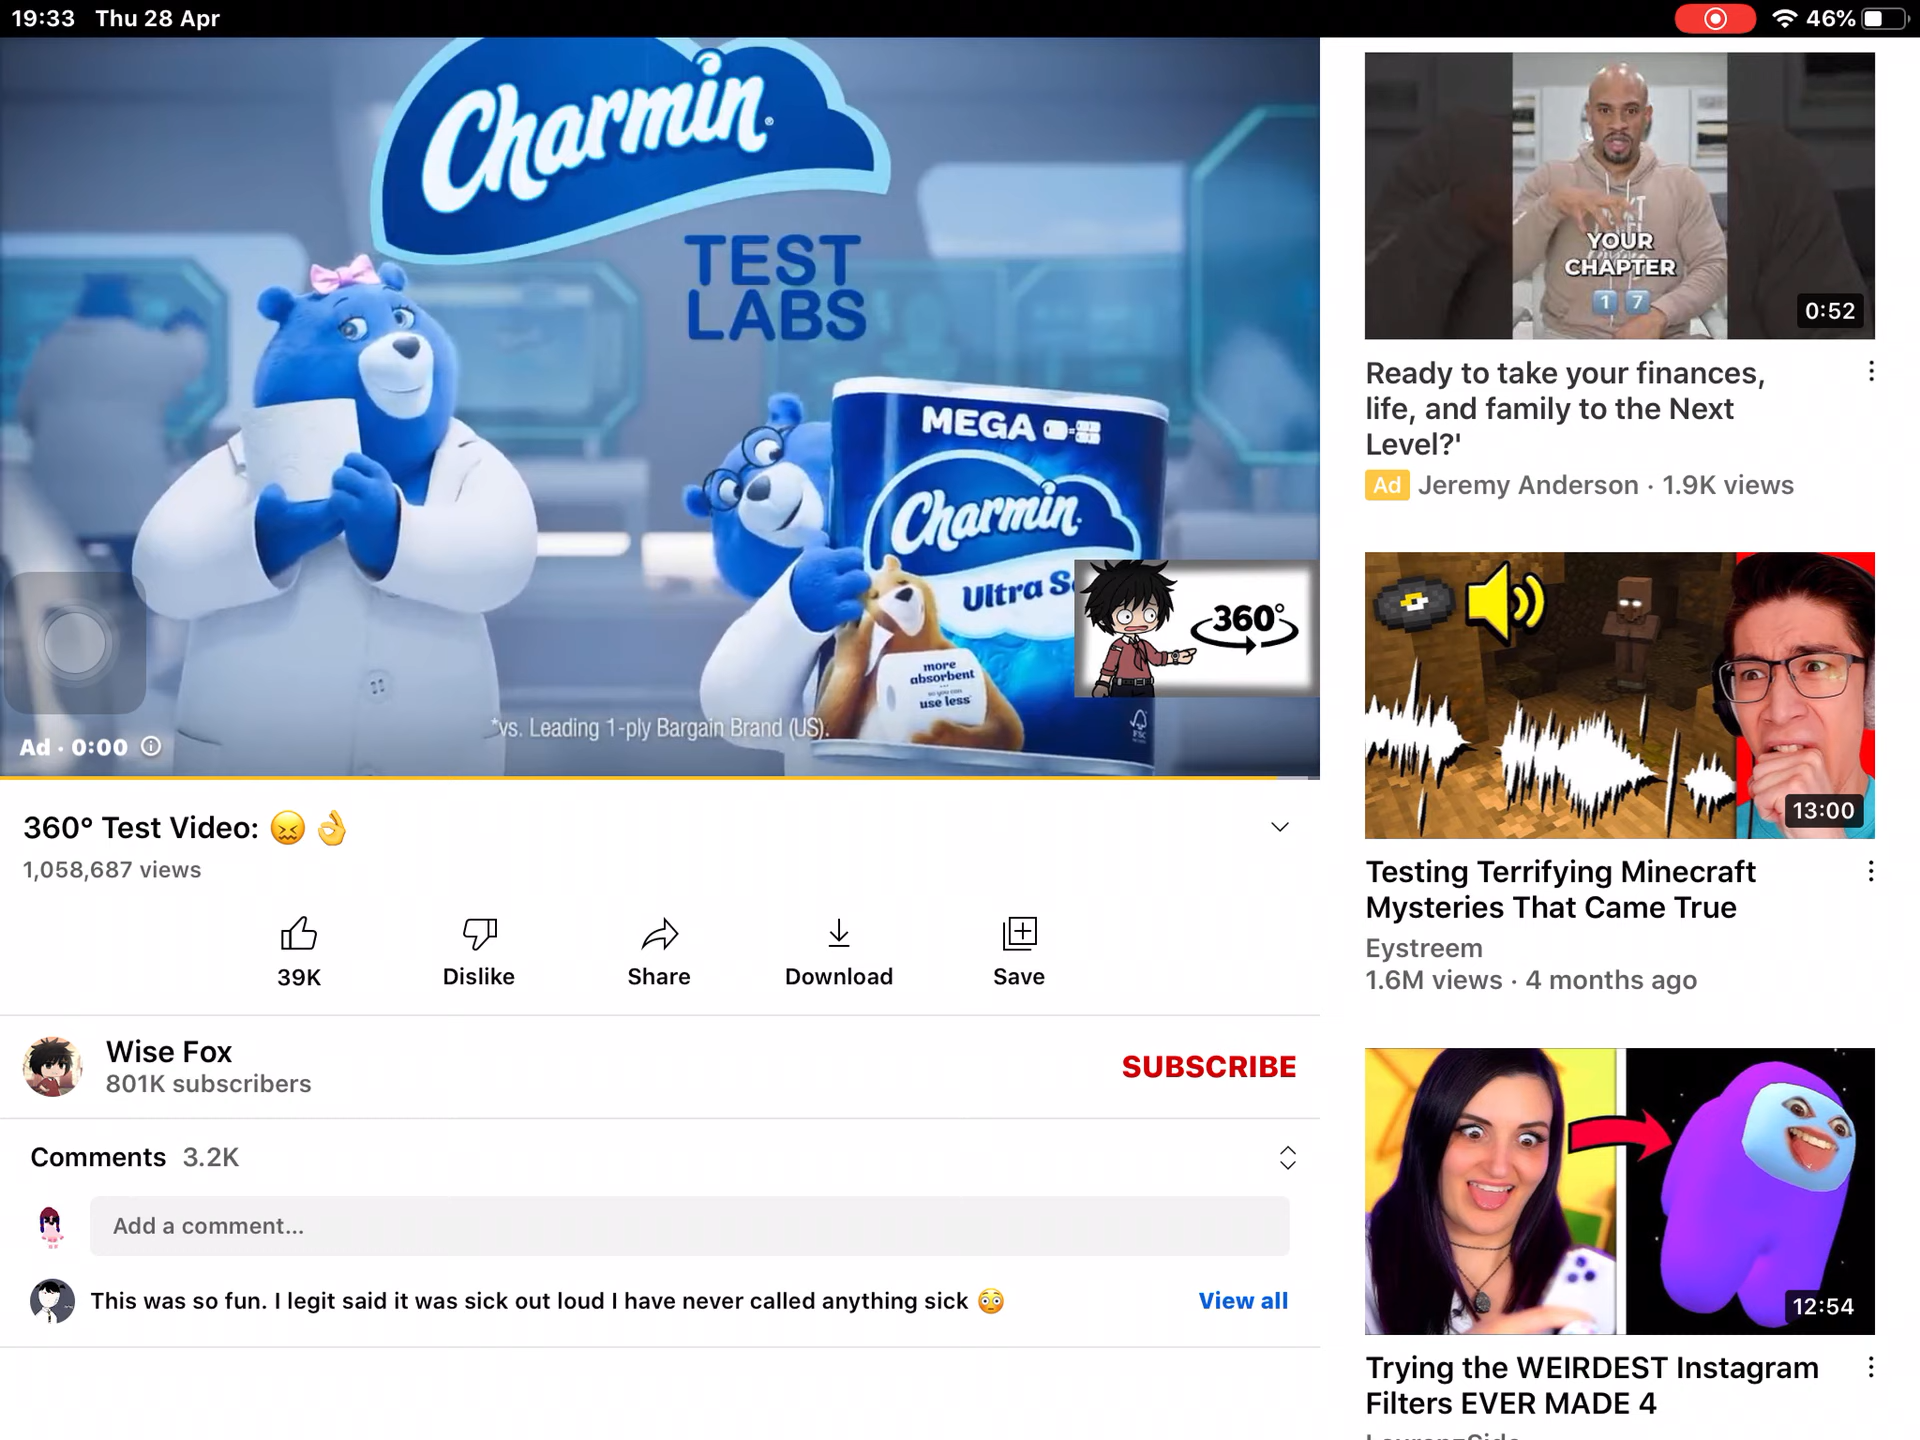 19:33 Thu 28 Apr
46%
Charmin
TEST
LABS
MEGA
Charmin
Ultra S
more
absorbent
so you can
use less
FSC
360°
*vs. Leading 1-ply Bargain Brand (US).
Ad · 0:00
360° Test Video: 😖 👌
1,058,687 views
39K
Dislike
Share
Download
Save
Wise Fox
801K subscribers
SUBSCRIBE
Comments 3.2K
Add a comment...
This was so fun. I legit said it was sick out loud I have never called anything sick 😳
View all
YOUR
CHAPTER
1 7
0:52
Ready to take your finances,
life, and family to the Next
Level?'
Ad Jeremy Anderson · 1.9K views
13:00
Testing Terrifying Minecraft
Mysteries That Came True
Eystreem
1.6M views · 4 months ago
12:54
Trying the WEIRDEST Instagram
Filters EVER MADE 4